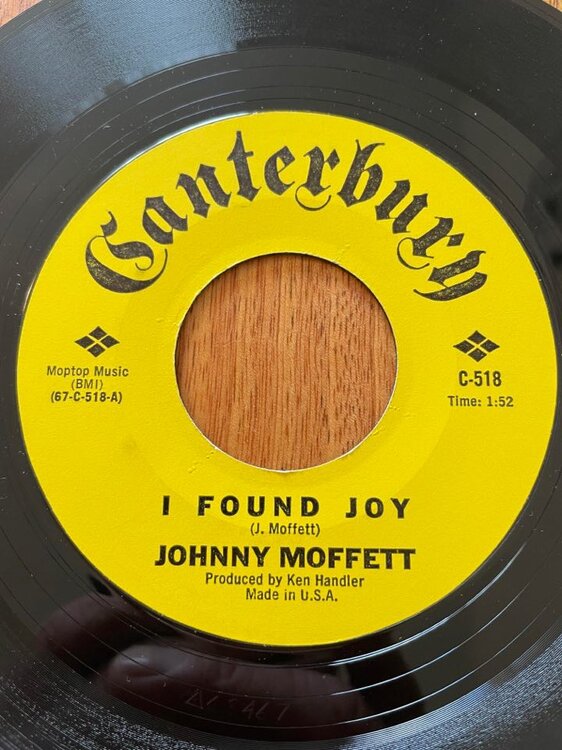 Canterbury
Moptop Music
(BMI)
(67-C-518-A)
C-518
Time: 1:52
I FOUND JOY
(J. Moffett)
JOHNNY MOFFETT
Produced by Ken Handler
Made in U.S.A.